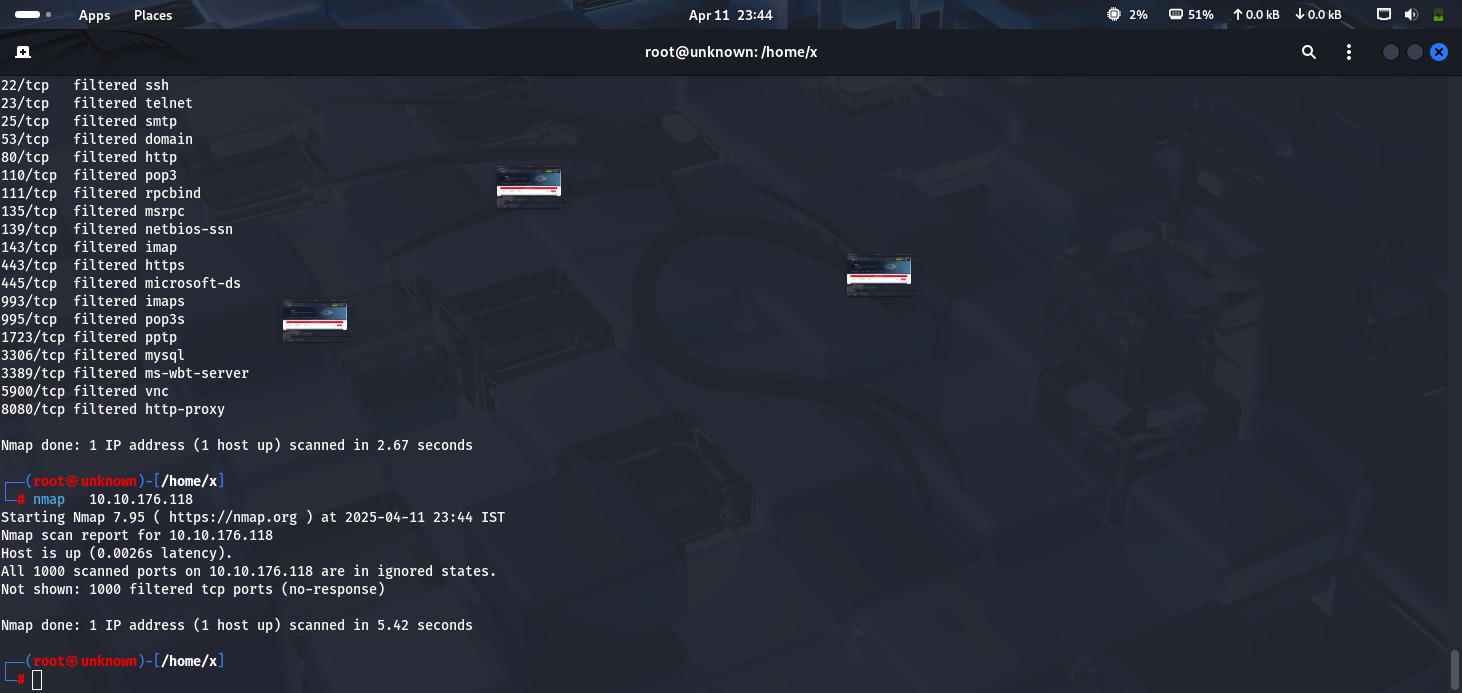 Apps Places Apr 11 23:44 2% 51% 0.0 kB 0.0 kB
root@unknown: /home/x
22/tcp   filtered ssh
23/tcp   filtered telnet
25/tcp   filtered smtp
53/tcp   filtered domain
80/tcp   filtered http
110/tcp  filtered pop3
111/tcp  filtered rpcbind
135/tcp  filtered msrpc
139/tcp  filtered netbios-ssn
143/tcp  filtered imap
443/tcp  filtered https
445/tcp  filtered microsoft-ds
993/tcp  filtered imaps
995/tcp  filtered pop3s
1723/tcp filtered pptp
3306/tcp filtered mysql
3389/tcp filtered ms-wbt-server
5900/tcp filtered vnc
8080/tcp filtered http-proxy
Nmap done: 1 IP address (1 host up) scanned in 2.67 seconds
┌──(root㉿unknown)-[/home/x]
└─# nmap   10.10.176.118
Starting Nmap 7.95 ( https://nmap.org ) at 2025-04-11 23:44 IST
Nmap scan report for 10.10.176.118
Host is up (0.0026s latency).
All 1000 scanned ports on 10.10.176.118 are in ignored states.
Not shown: 1000 filtered tcp ports (no-response)
Nmap done: 1 IP address (1 host up) scanned in 5.42 seconds
┌──(root㉿unknown)-[/home/x]
└─#